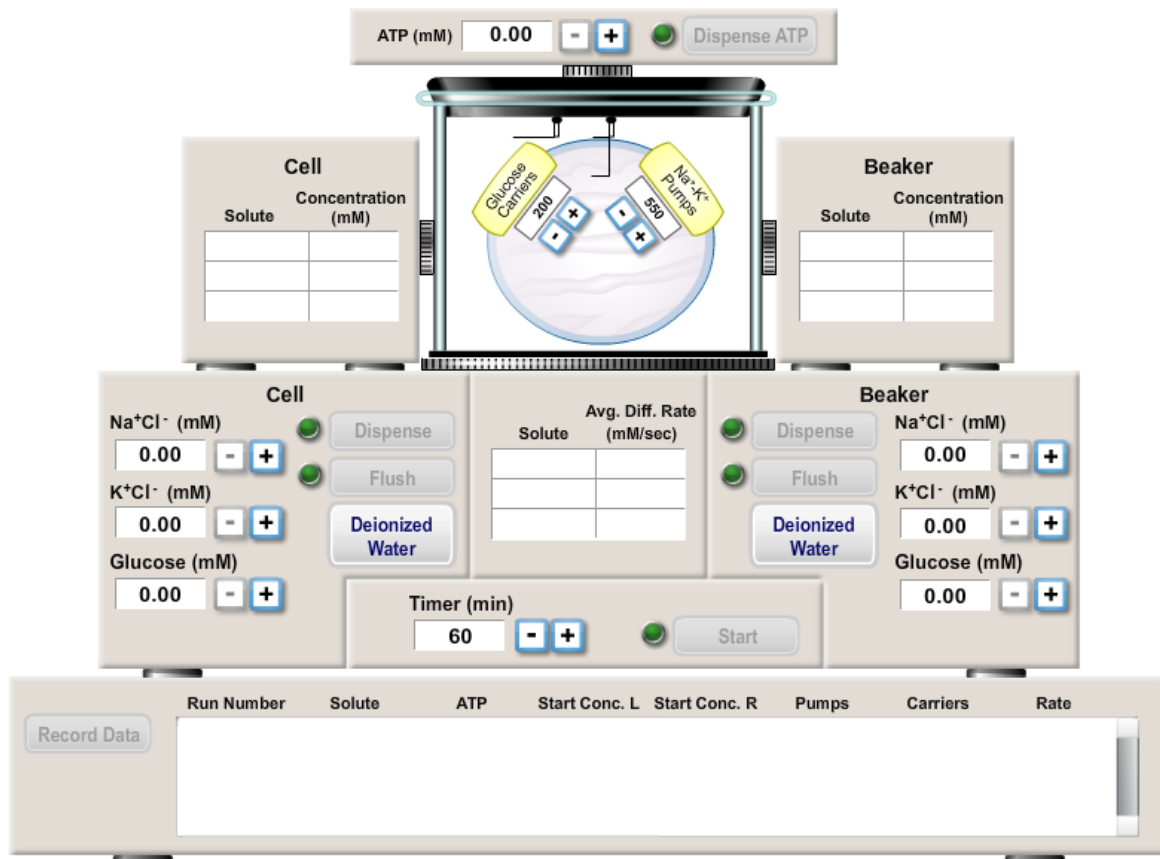 ATP (mM) 0.00 - + Dispense ATP
Glucose
Carriers
200
- +
Na⁺-K⁺
Pumps
550
- +
Cell
Solute Concentration
(mM)
Beaker
Solute Concentration
(mM)
Cell
Na⁺Cl⁻ (mM)
0.00 - +
K⁺Cl⁻ (mM)
0.00 - +
Glucose (mM)
0.00 - +
Dispense
Flush
Deionized
Water
Solute Avg. Diff. Rate
(mM/sec)
Beaker
Dispense
Flush
Deionized
Water
Na⁺Cl⁻ (mM)
0.00 - +
K⁺Cl⁻ (mM)
0.00 - +
Glucose (mM)
0.00 - +
Timer (min)
60 - + Start
Record Data
Run Number Solute ATP Start Conc. L Start Conc. R Pumps Carriers Rate